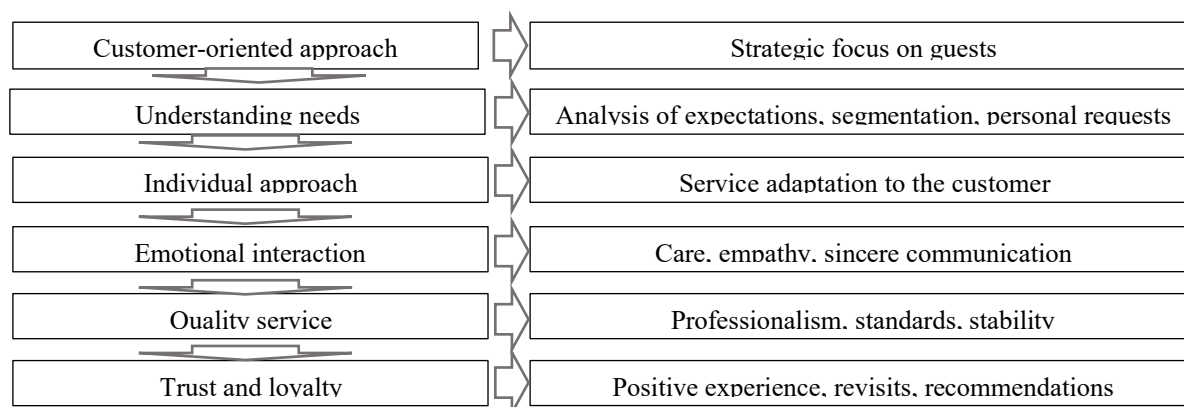 Customer-oriented approach
Strategic focus on guests
Understanding needs
Analysis of expectations, segmentation, personal requests
Individual approach
Service adaptation to the customer
Emotional interaction
Care, empathy, sincere communication
Quality service
Professionalism, standards, stability
Trust and loyalty
Positive experience, revisits, recommendations